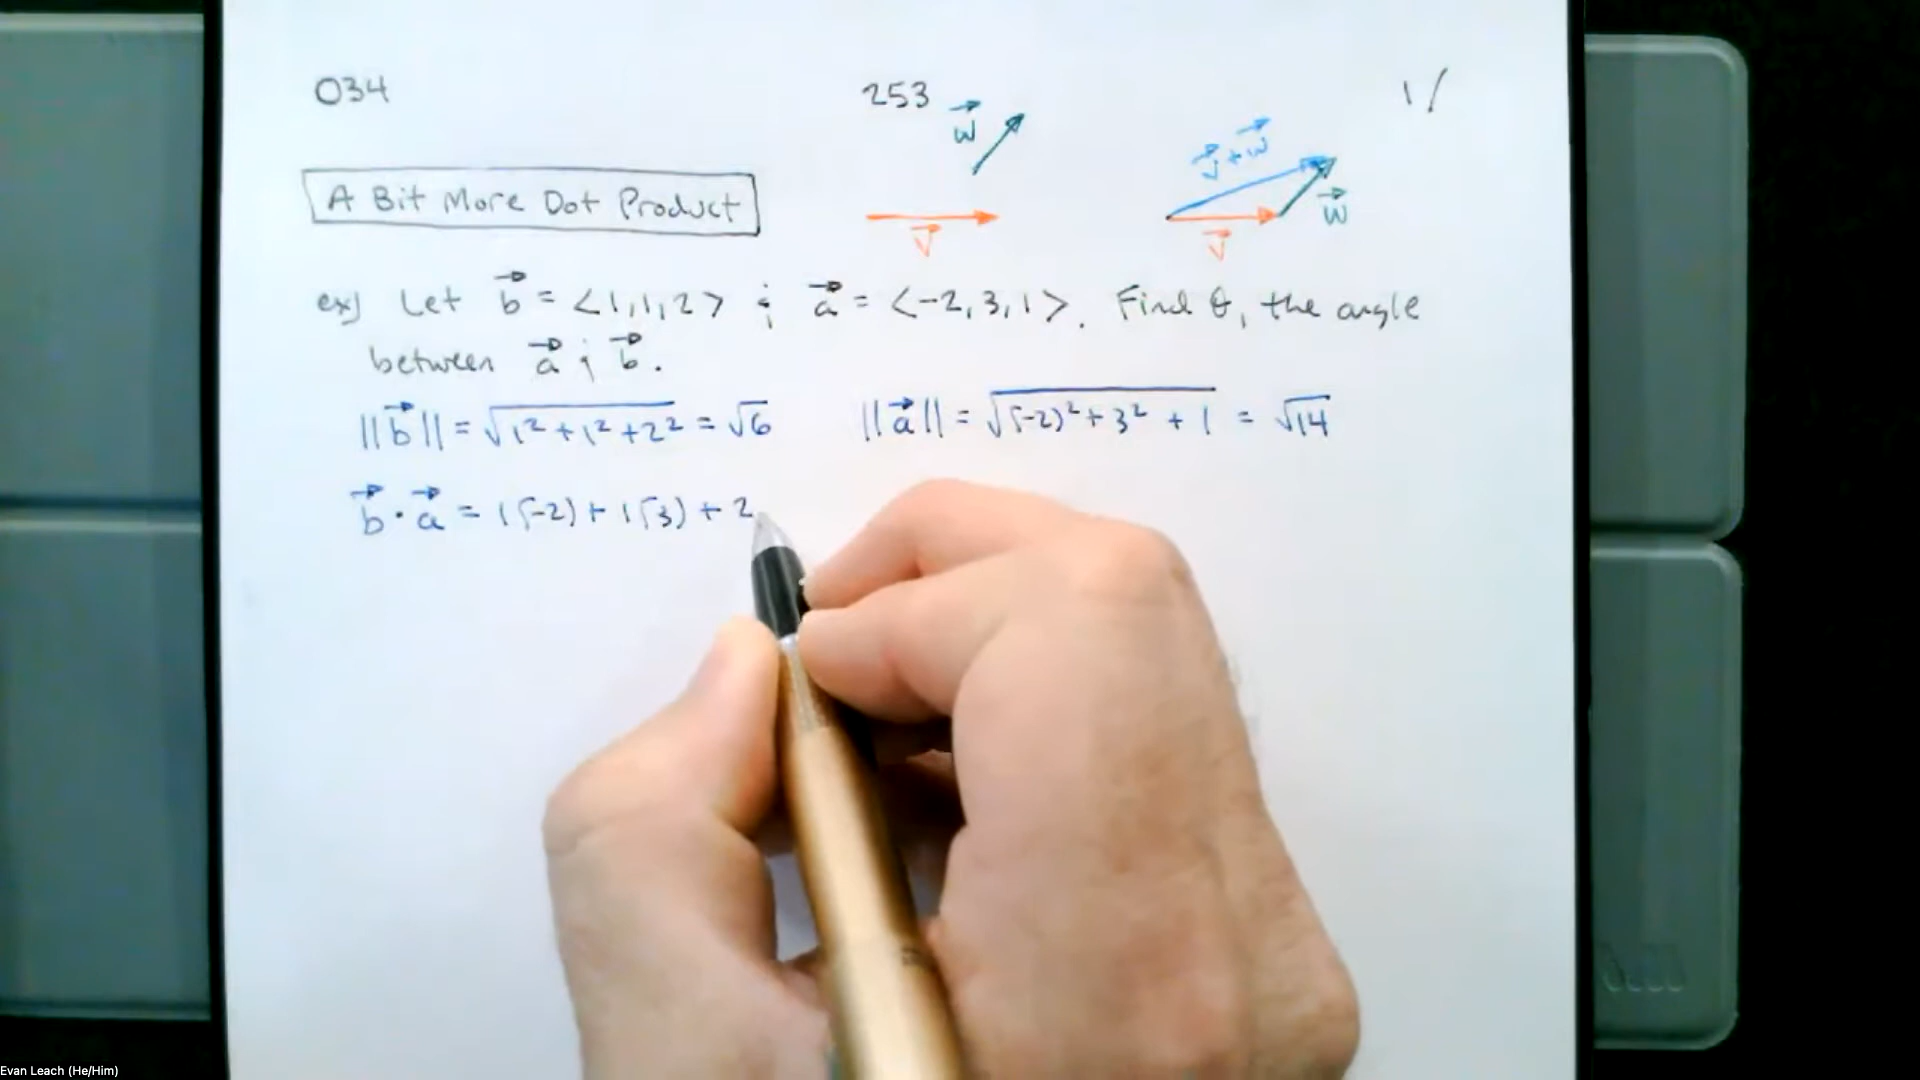 034 253 1/
w⃗
v⃗
v⃗+w⃗
w⃗
v⃗
A Bit More Dot Product
ex) Let b⃗ = <1,1,2> & a⃗ = <-2,3,1>. Find θ, the angle
between a⃗ & b⃗.
||b⃗|| = √(1²+1²+2²) = √6 ||a⃗|| = √((-2)²+3²+1) = √14
b⃗·a⃗ = 1(-2)+1(3)+2
Evan Leach (He/Him)